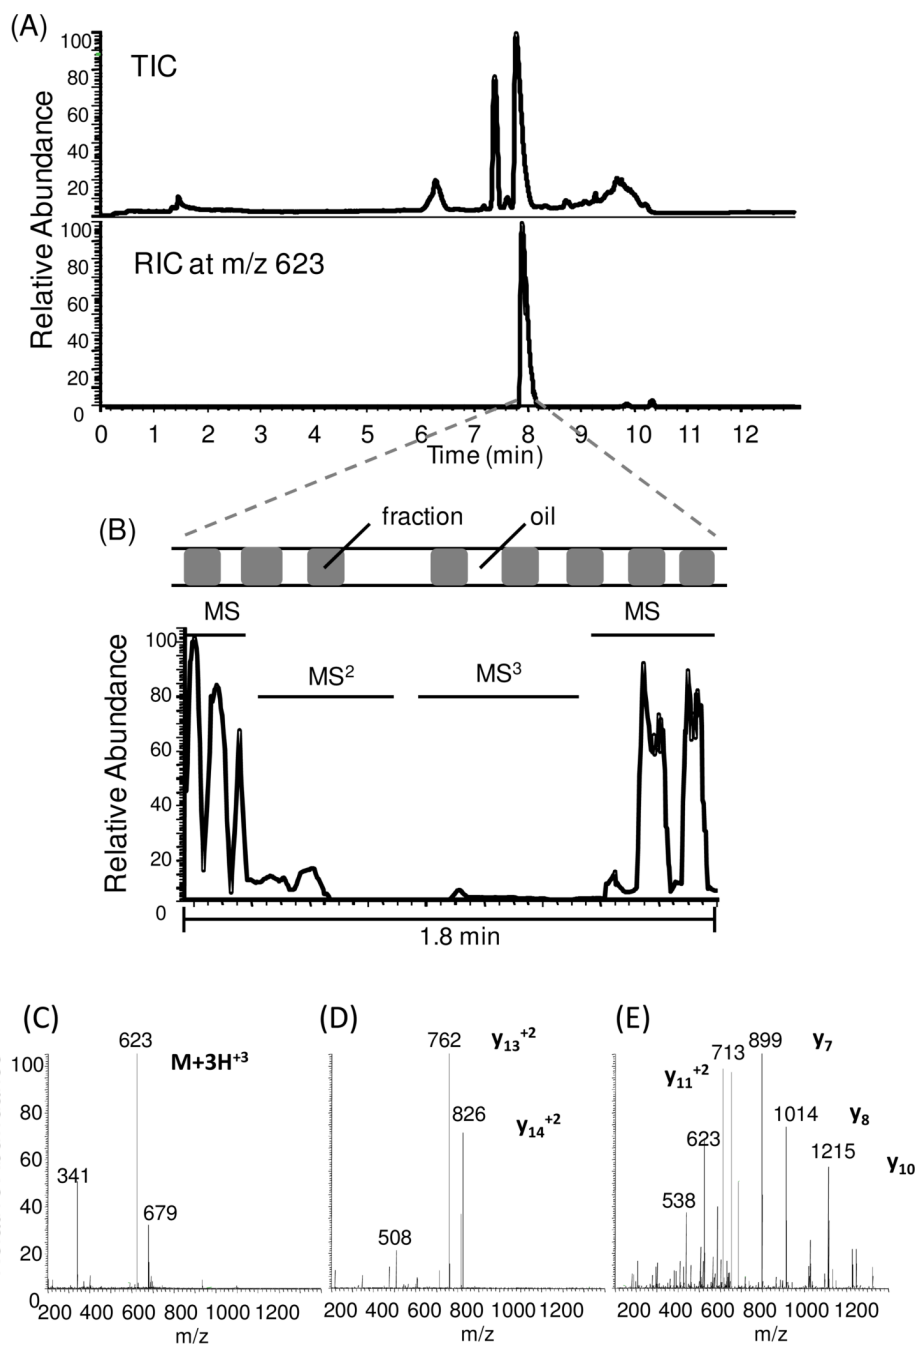 (A)
TIC
100
80
60
40
20
Relative Abundance
RIC at m/z 623
100
80
60
40
20
0
Relative Abundance
0 1 2 3 4 5 6 7 8 9 10 11 12
Time (min)
(B)
fraction oil
MS MS
MS² MS³
100
80
60
40
20
0
Relative Abundance
1.8 min
(C)
623
M+3H⁺³
341
679
100
80
60
40
20
0
200 400 600 800 1000 1200
m/z
(D)
762 y₁₃⁺²
826 y₁₄⁺²
508
200 400 600 800 1000 1200
m/z
(E)
713 899 y₇
y₁₁⁺²
1014 y₈
623
1215 y₁₀
538
200 400 600 800 1000 1200
m/z